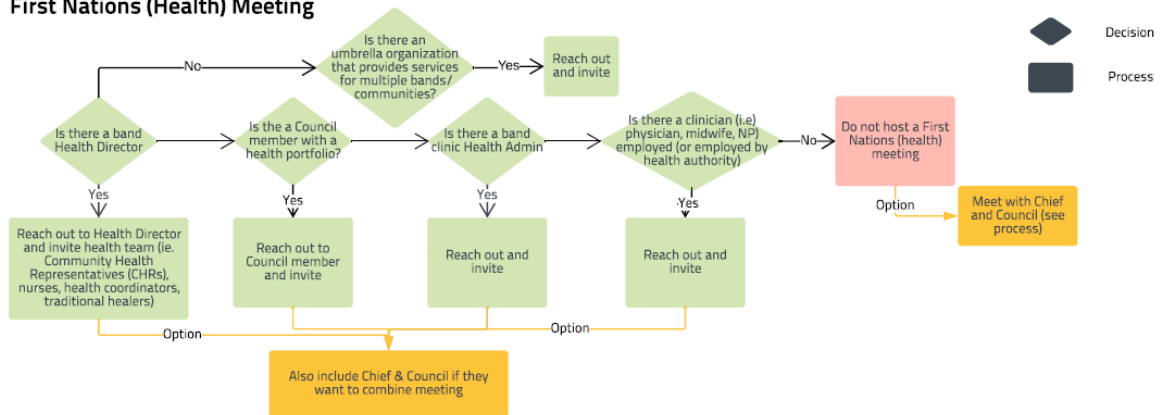 First Nations (Health) Meeting
Decision
Process
Is there an
umbrella organization
that provides services
for multiple bands/
communities?
No
Yes
Reach out
and invite
Is there a band
Health Director
Is the a Council
member with a
health portfolio?
Is there a band
clinic Health Admin
Is there a clinician (i.e)
physician, midwife, NP)
employed (or employed by
health authority)
No
Do not host a First
Nations (health)
meeting
Yes
Yes
Yes
Yes
Option
Meet with Chief
and Council (see
process)
Reach out to Health Director
and invite health team (ie.
Community Health
Representatives (CHRs),
nurses, health coordinators,
traditional healers)
Reach out to
Council member
and invite
Reach out and
invite
Reach out and
invite
Option
Option
Also include Chief & Council if they
want to combine meeting